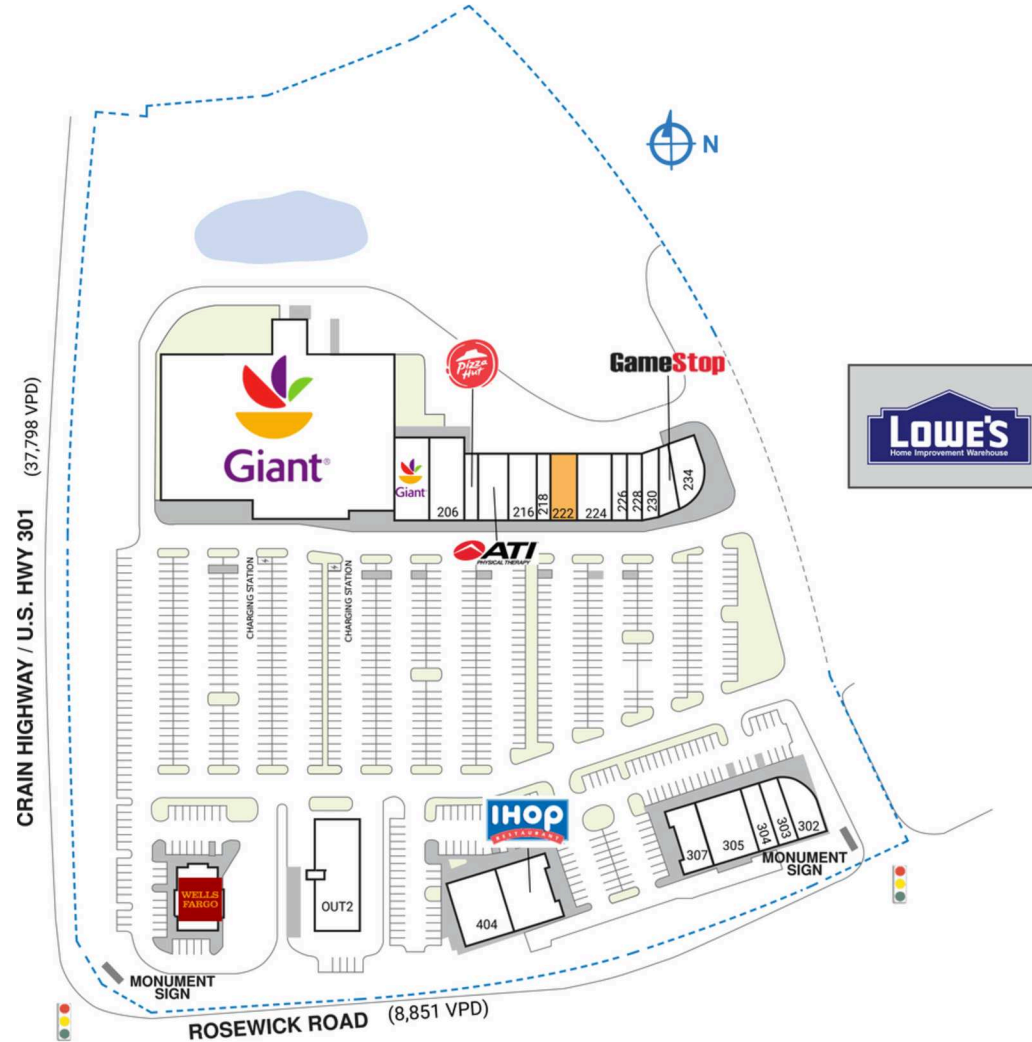 N
CRAIN HIGHWAY / U.S. HWY 301 (37,798 VPD)
Pizza
Hut
GameStop
LOWE'S
Home Improvement Warehouse
Giant®
Giant
206
216
218
222
224
226
228
230
234
ATI
PHYSICAL THERAPY
CHARGING STATION
CHARGING STATION
IHOP
RESTAURANT
307
305
304
303
302
MONUMENT
SIGN
WELLS
FARGO
OUT2
404
MONUMENT
SIGN
ROSEWICK ROAD (8,851 VPD)